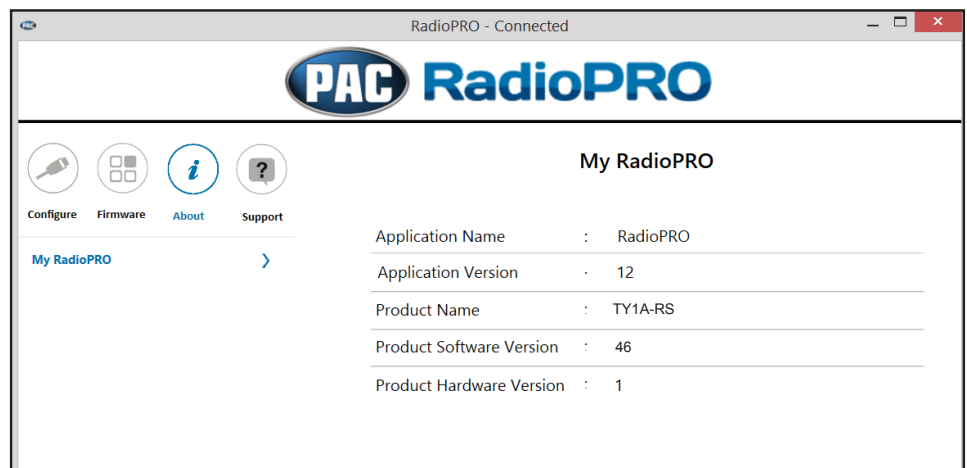 PAC
RadioPRO - Connected
PAC RadioPRO
?
Configure Firmware About Support
My RadioPRO
My RadioPRO
Application Name : RadioPRO
Application Version · 12
Product Name : TY1A-RS
Product Software Version : 46
Product Hardware Version : 1